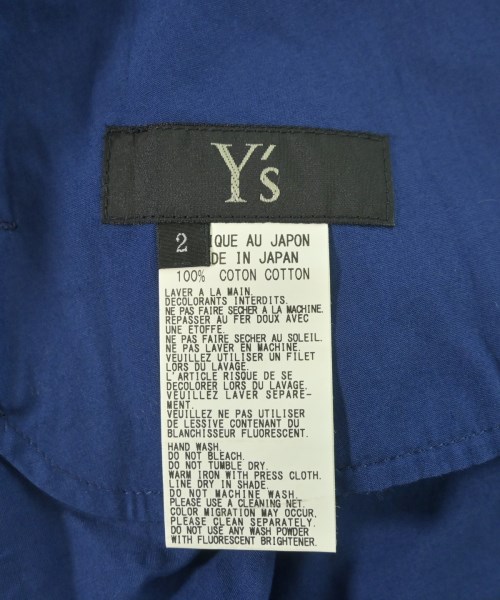 Y's
2
IQUE AU JAPON
DE IN JAPAN
100% COTON COTTON
LAVER A LA MAIN.
DECOLORANTS INTERDITS.
NE PAS FAIRE SECHER A LA MACHINE.
REPASSER AU FER DOUX AVEC
UNE ETOFFE.
NE PAS FAIRE SECHER AU SOLEIL.
NE PAS LAVER EN MACHINE.
VEUILLEZ UTILISER UN FILET
LORS DU LAVAGE.
L'ARTICLE RISQUE DE SE
DECOLORER LORS DU LAVAGE.
VEUILLEZ LAVER SEPARE-
MENT.
VEUILLEZ NE PAS UTILISER
DE LESSIVE CONTENANT DU
BLANCHISSEUR FLUORESCENT.
HAND WASH.
DO NOT BLEACH.
DO NOT TUMBLE DRY.
WARM IRON WITH PRESS CLOTH.
LINE DRY IN SHADE.
DO NOT MACHINE WASH.
PLEASE USE A CLEANING NET.
COLOR MIGRATION MAY OCCUR.
PLEASE CLEAN SEPARATELY.
DO NOT USE ANY WASH POWDER
WITH FLUORESCENT BRIGHTENER.